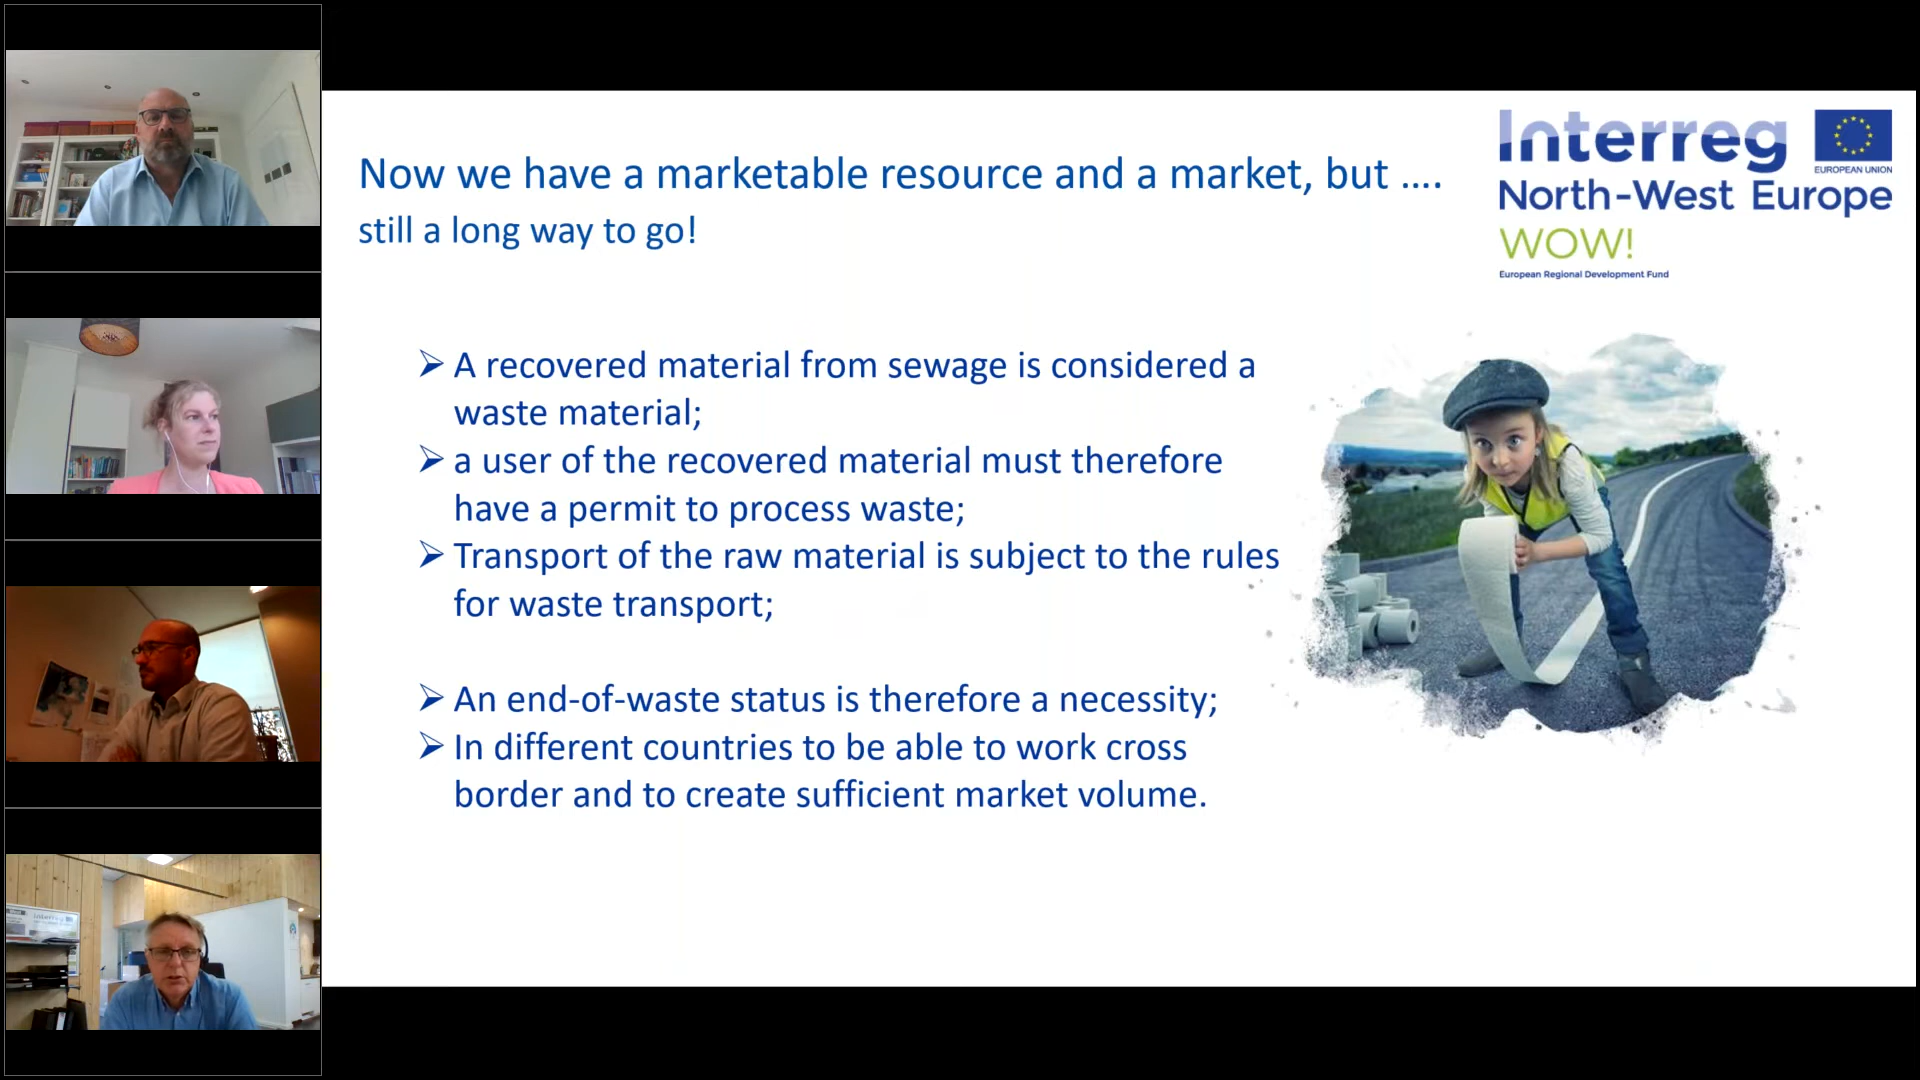 Now we have a marketable resource and a market, but ....
still a long way to go!
Interreg
EUROPEAN UNION
North-West Europe
WOW!
European Regional Development Fund
➢ A recovered material from sewage is considered a
waste material;
➢ a user of the recovered material must therefore
have a permit to process waste;
➢ Transport of the raw material is subject to the rules
for waste transport;
➢ An end-of-waste status is therefore a necessity;
➢ In different countries to be able to work cross
border and to create sufficient market volume.